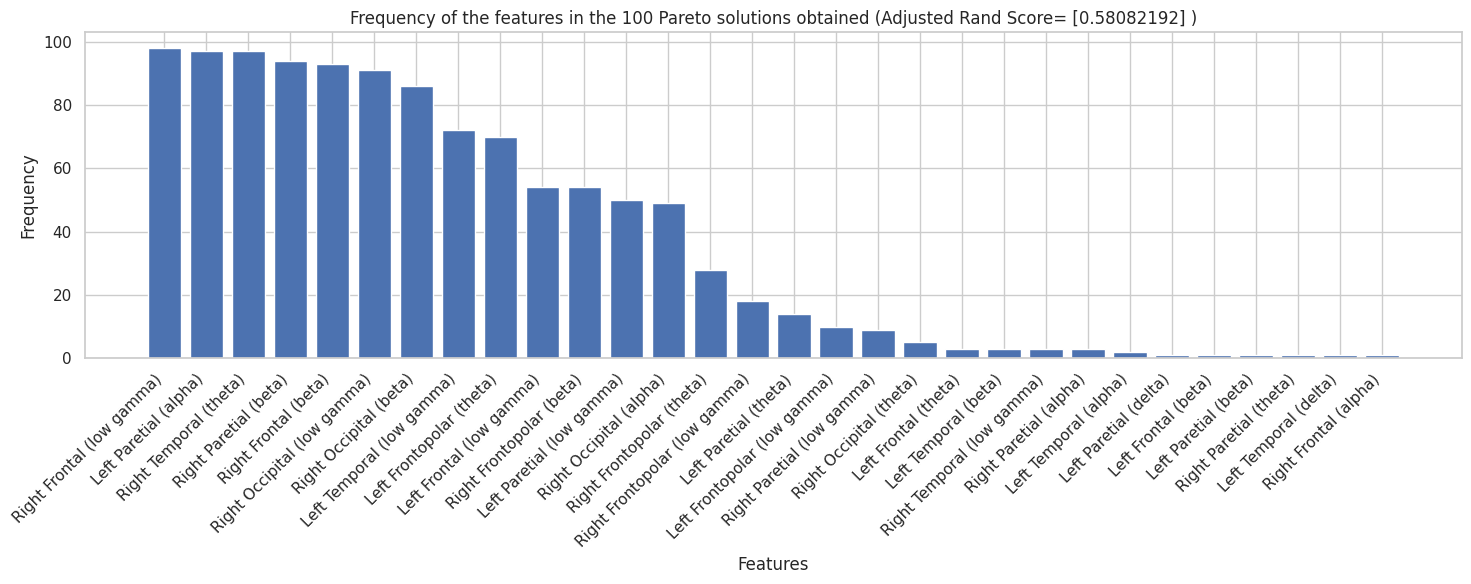 Frequency of the features in the 100 Pareto solutions obtained (Adjusted Rand Score= [0.58082192] )
Frequency
100
80
60
40
20
0
Right Frontal (low gamma)
Left Paretial (alpha)
Right Temporal (theta)
Right Paretial (beta)
Right Frontal (beta)
Right Occipital (low gamma)
Right Occipital (beta)
Left Temporal (low gamma)
Left Frontopolar (theta)
Left Frontal (low gamma)
Right Frontopolar (beta)
Left Paretial (low gamma)
Right Occipital (alpha)
Right Frontopolar (theta)
Right Frontopolar (low gamma)
Left Paretial (theta)
Left Frontopolar (low gamma)
Right Paretial (low gamma)
Right Occipital (theta)
Left Frontal (theta)
Left Temporal (beta)
Right Temporal (low gamma)
Right Paretial (alpha)
Left Temporal (alpha)
Left Paretial (delta)
Left Frontal (beta)
Left Paretial (beta)
Right Paretial (theta)
Left Temporal (delta)
Right Frontal (alpha)
Features